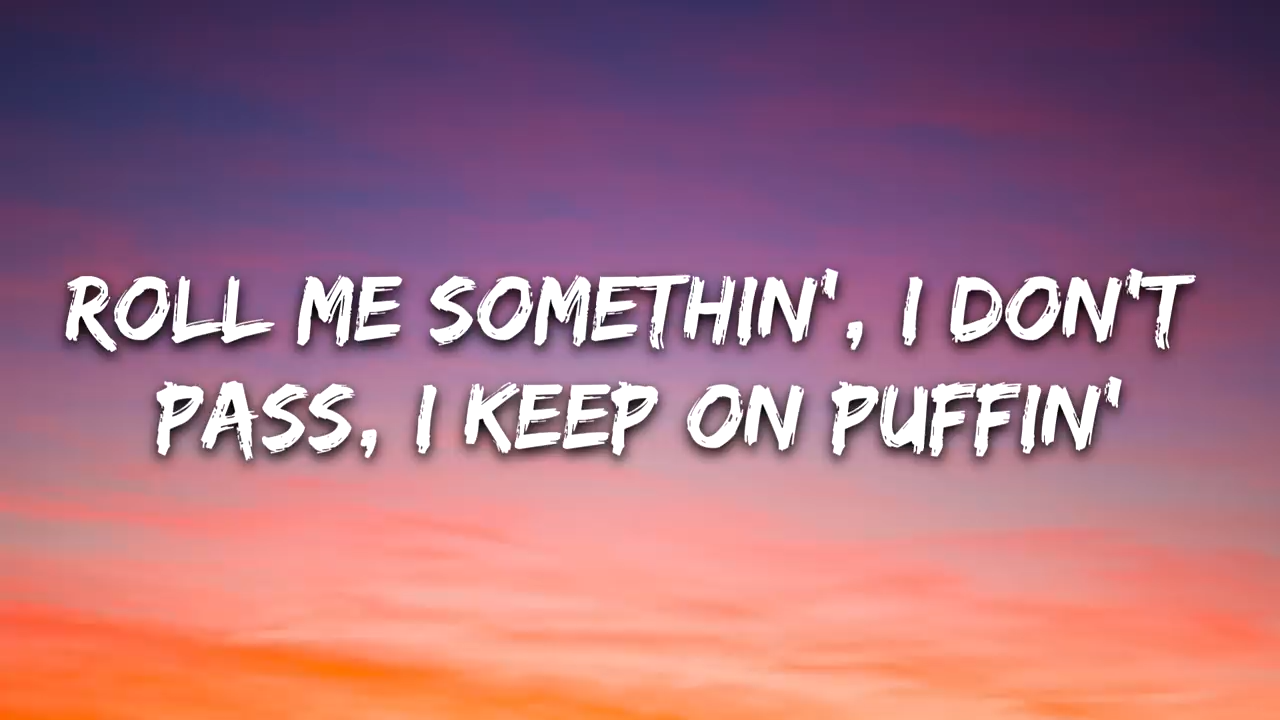 ROLL ME SOMETHIN', I DON'T
PASS, I KEEP ON PUFFIN'